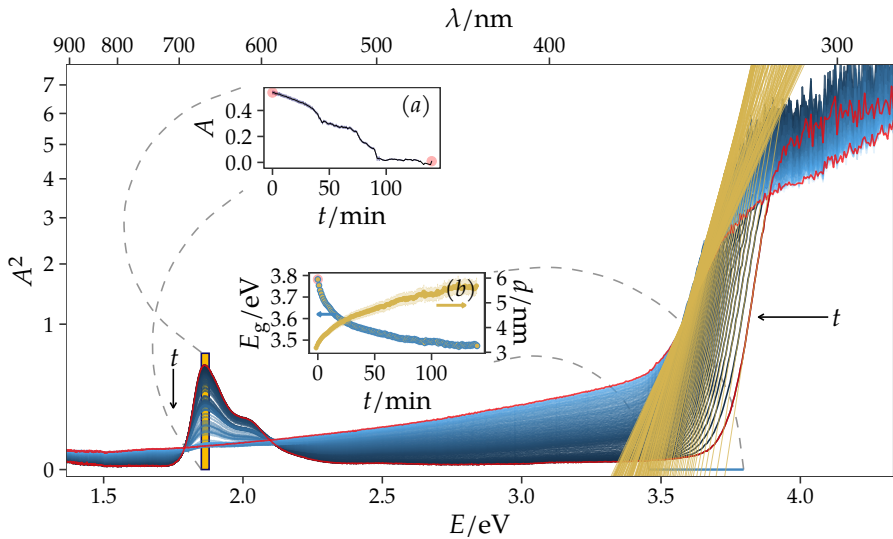 λ/nm
900 800 700 600 500 400 300
7
6
5
4
3
2
1
0
A²
(a)
A
0.4
0.2
0.0
0 50 100
t/min
(b)
E_g/eV
3.8
3.7
3.6
3.5
6
5
4
3
d/nm
0 50 100
t/min
t
t
1.5 2.0 2.5 3.0 3.5 4.0
E/eV